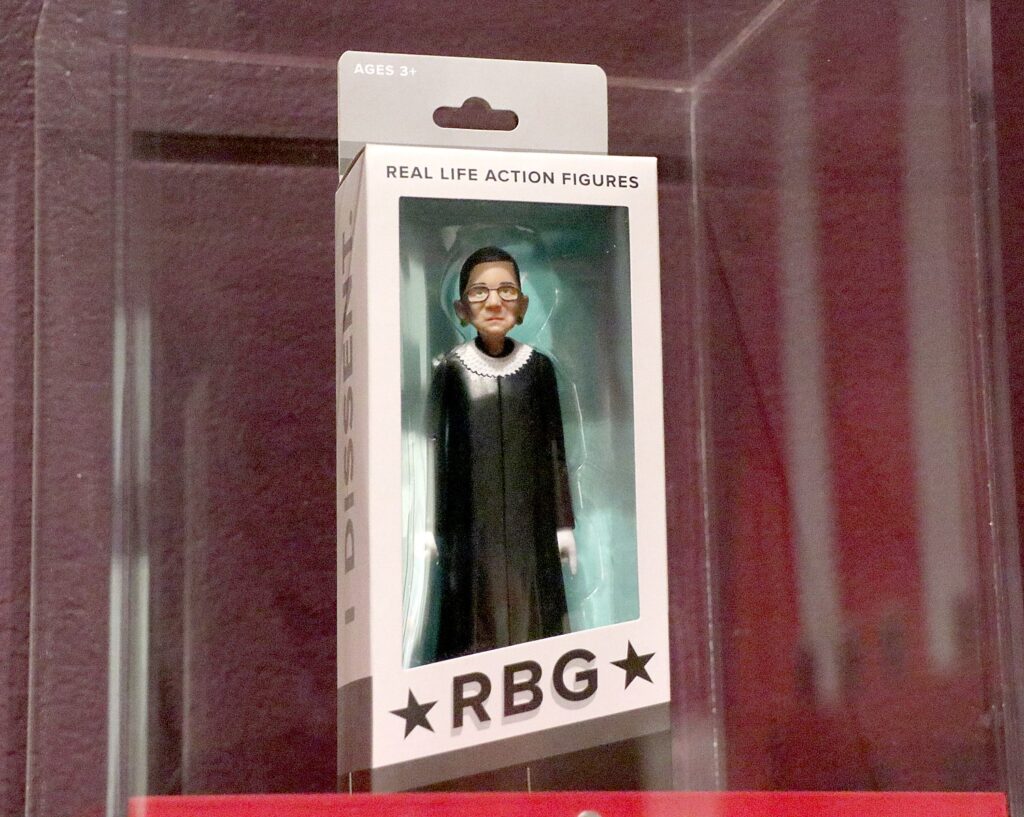 AGES 3+
REAL LIFE ACTION FIGURES
I DISSENT.
★RBG★